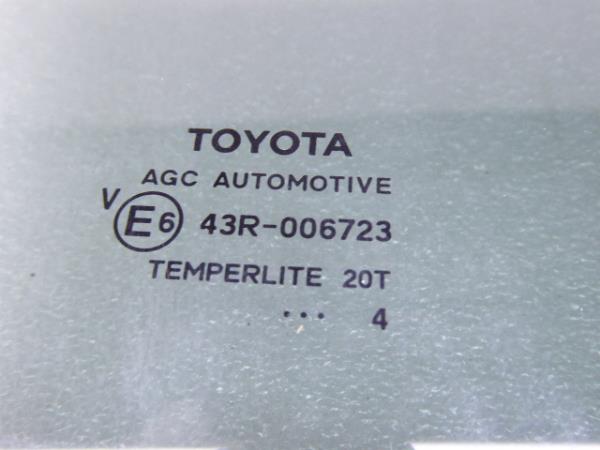 TOYOTA
AGC AUTOMOTIVE
V E6 43R-006723
TEMPERLITE 20T
... 4